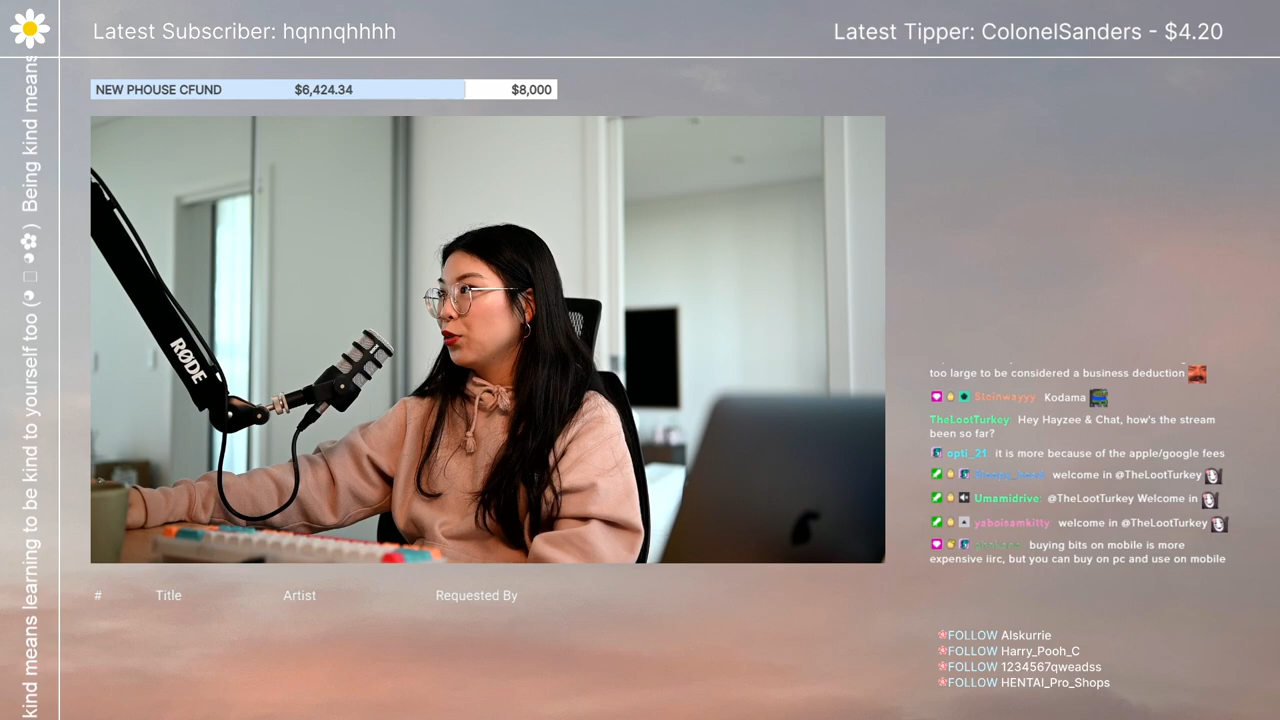 Latest Subscriber: hqnnqhhhh
Latest Tipper: ColonelSanders - $4.20
NEW PHOUSE CFUND $6,424.34 $8,000
kind means learning to be kind to yourself too (◕ □ ◕✿) Being kind means
RØDE
too large to be considered a business deduction
Steinwayyy Kodama
TheLootTurkey Hey Hayzee & Chat, how's the stream
been so far?
opti_21 it is more because of the apple/google fees
welcome in @TheLootTurkey
Umamidrive: @TheLootTurkey Welcome in
yaboisamkitty welcome in @TheLootTurkey
buying bits on mobile is more
expensive iirc, but you can buy on pc and use on mobile
# Title Artist Requested By
FOLLOW Alskurrie
FOLLOW Harry_Pooh_C
FOLLOW 1234567qweadss
FOLLOW HENTAI_Pro_Shops